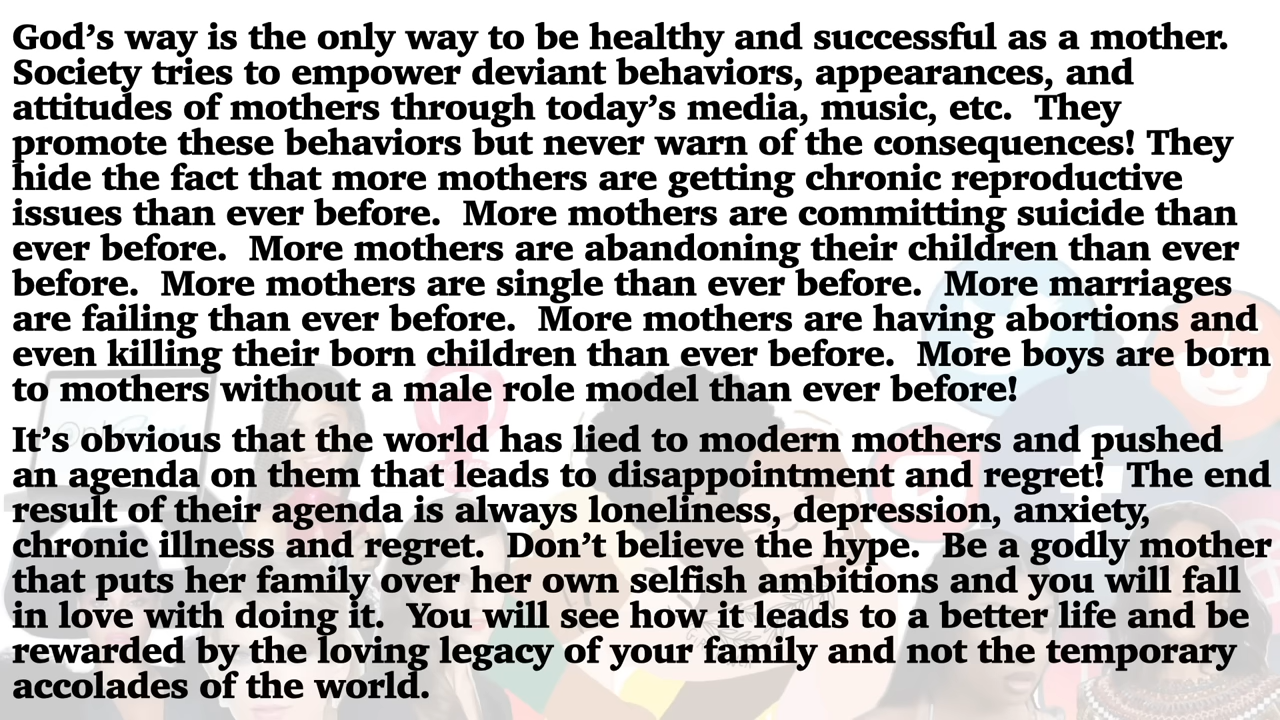 God’s way is the only way to be healthy and successful as a mother.
Society tries to empower deviant behaviors, appearances, and
attitudes of mothers through today’s media, music, etc.  They
promote these behaviors but never warn of the consequences! They
hide the fact that more mothers are getting chronic reproductive
issues than ever before.  More mothers are committing suicide than
ever before.  More mothers are abandoning their children than ever
before.  More mothers are single than ever before.  More marriages
are failing than ever before.  More mothers are having abortions and
even killing their born children than ever before.  More boys are born
to mothers without a male role model than ever before!
It’s obvious that the world has lied to modern mothers and pushed
an agenda on them that leads to disappointment and regret!  The end
result of their agenda is always loneliness, depression, anxiety,
chronic illness and regret.  Don’t believe the hype.  Be a godly mother
that puts her family over her own selfish ambitions and you will fall
in love with doing it.  You will see how it leads to a better life and be
rewarded by the loving legacy of your family and not the temporary
accolades of the world.